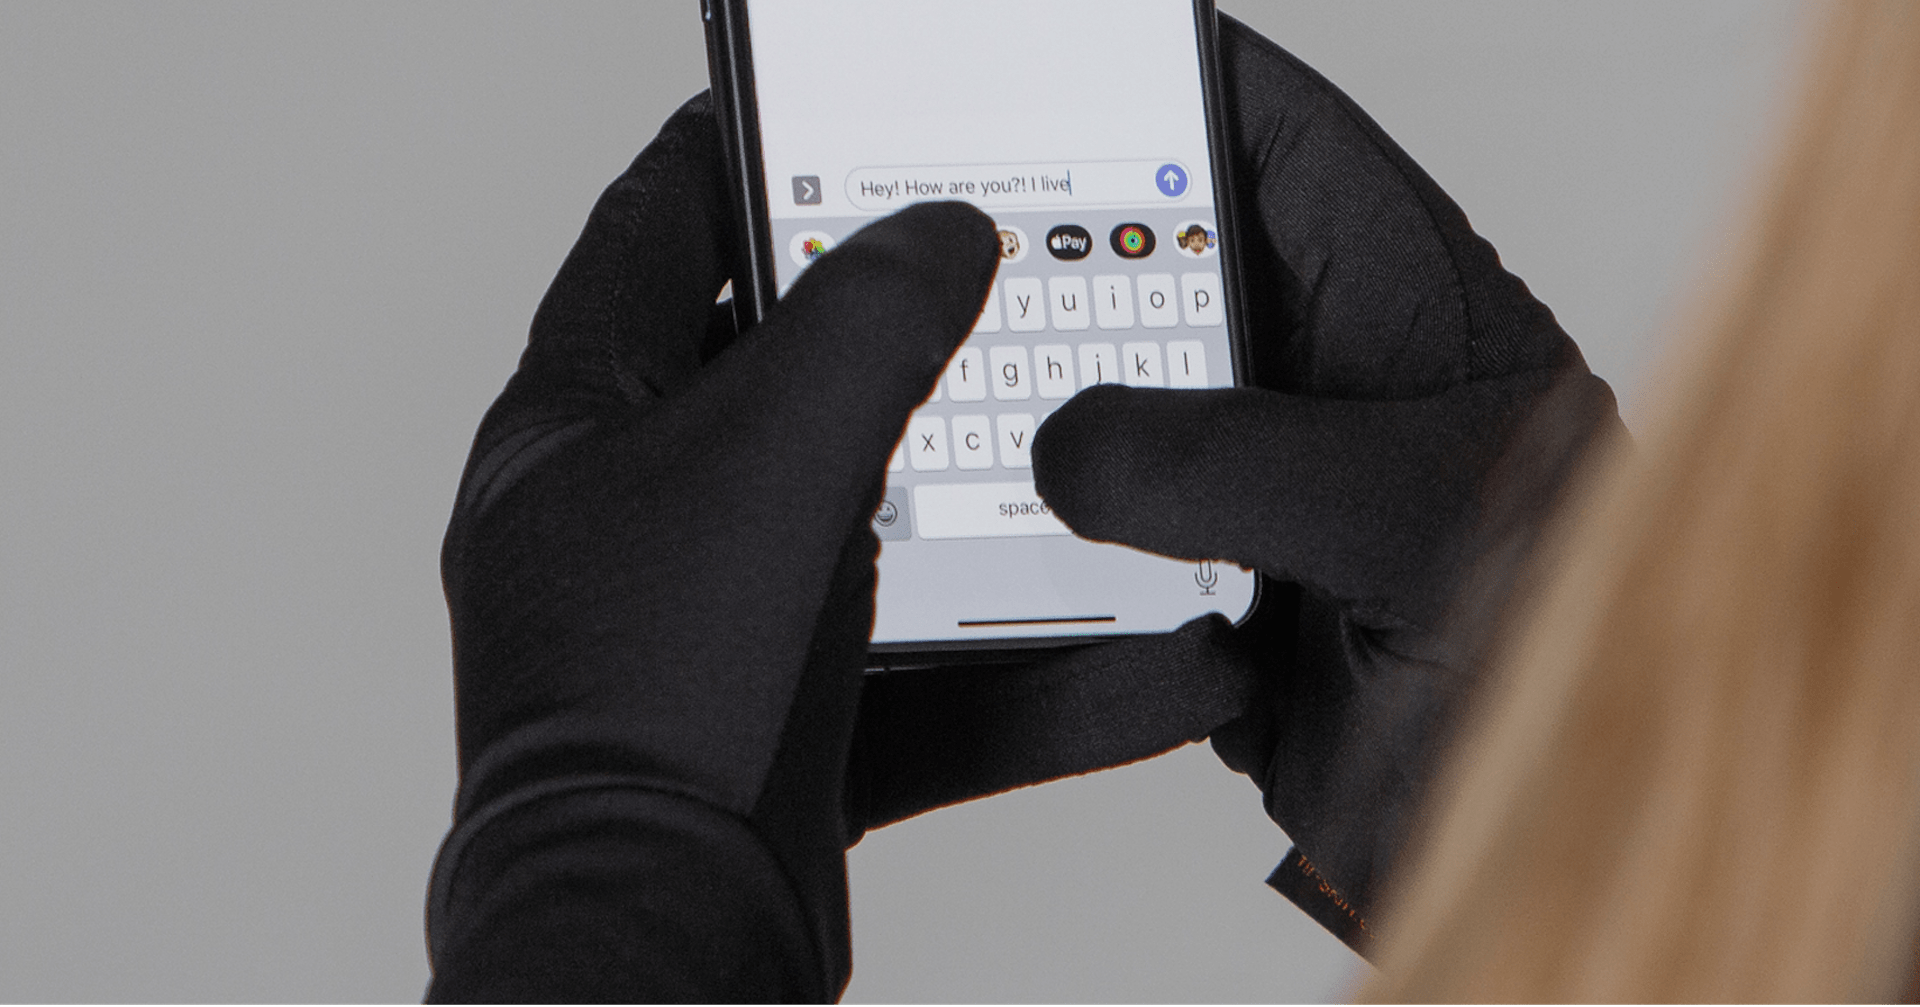 Hey! How are you?! I live
Pay
y u i o p
f g h j k l
x c v
space